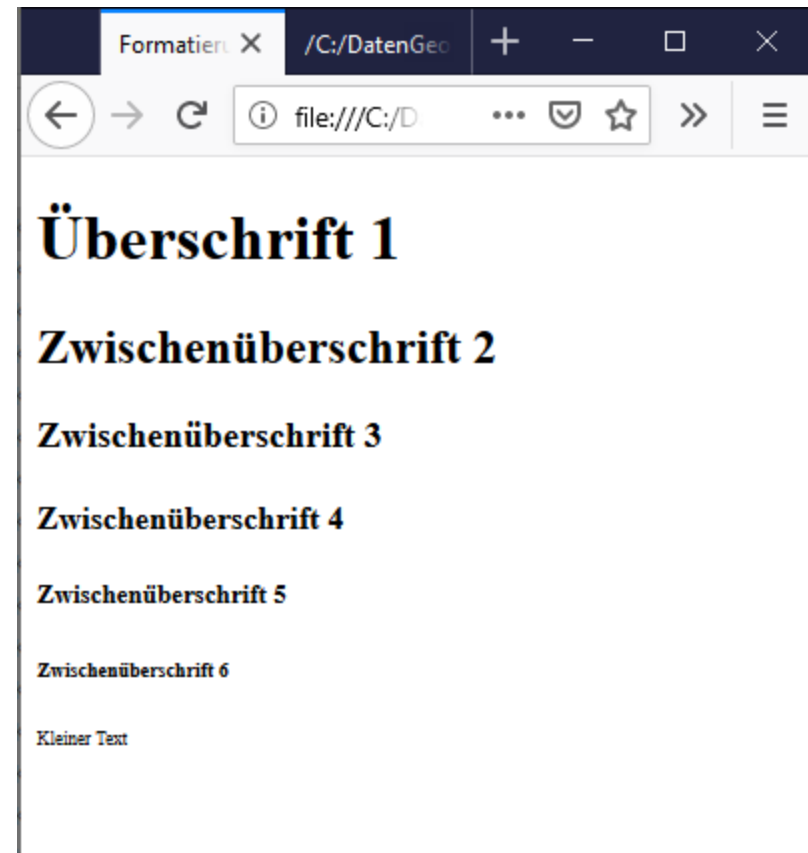 Formatier
/C:/DatenGeo
file:///C:/D
Überschrift 1
Zwischenüberschrift 2
Zwischenüberschrift 3
Zwischenüberschrift 4
Zwischenüberschrift 5
Zwischenüberschrift 6
Kleiner Text